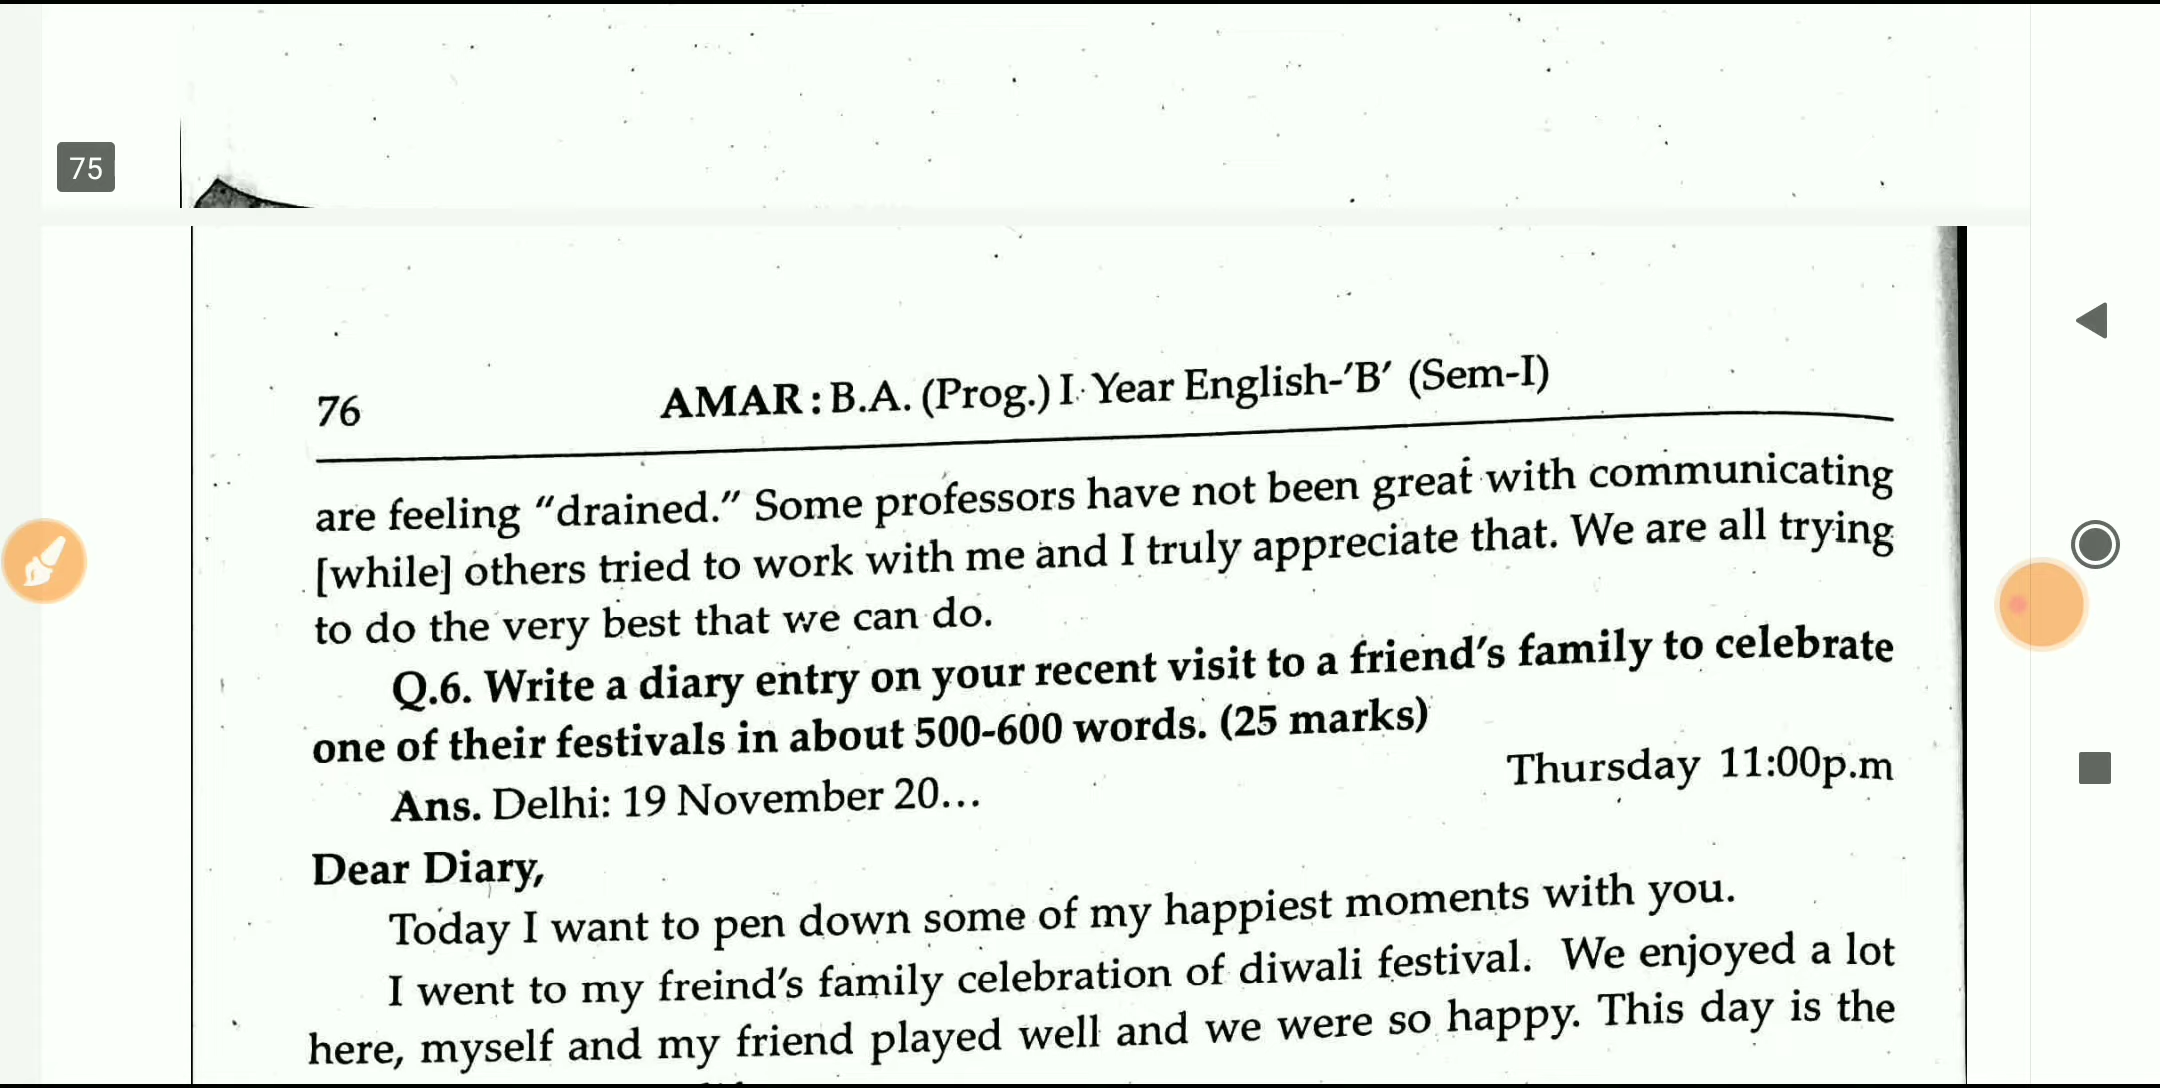 75
76
AMAR : B.A. (Prog.) I Year English-'B' (Sem-I)
are feeling “drained.” Some professors have not been great with communicating
[while] others tried to work with me and I truly appreciate that. We are all trying
to do the very best that we can do.
Q.6. Write a diary entry on your recent visit to a friend's family to celebrate
one of their festivals in about 500-600 words. (25 marks)
Ans. Delhi: 19 November 20... Thursday 11:00p.m
Dear Diary,
Today I want to pen down some of my happiest moments with you.
I went to my freind's family celebration of diwali festival. We enjoyed a lot
here, myself and my friend played well and we were so happy. This day is the